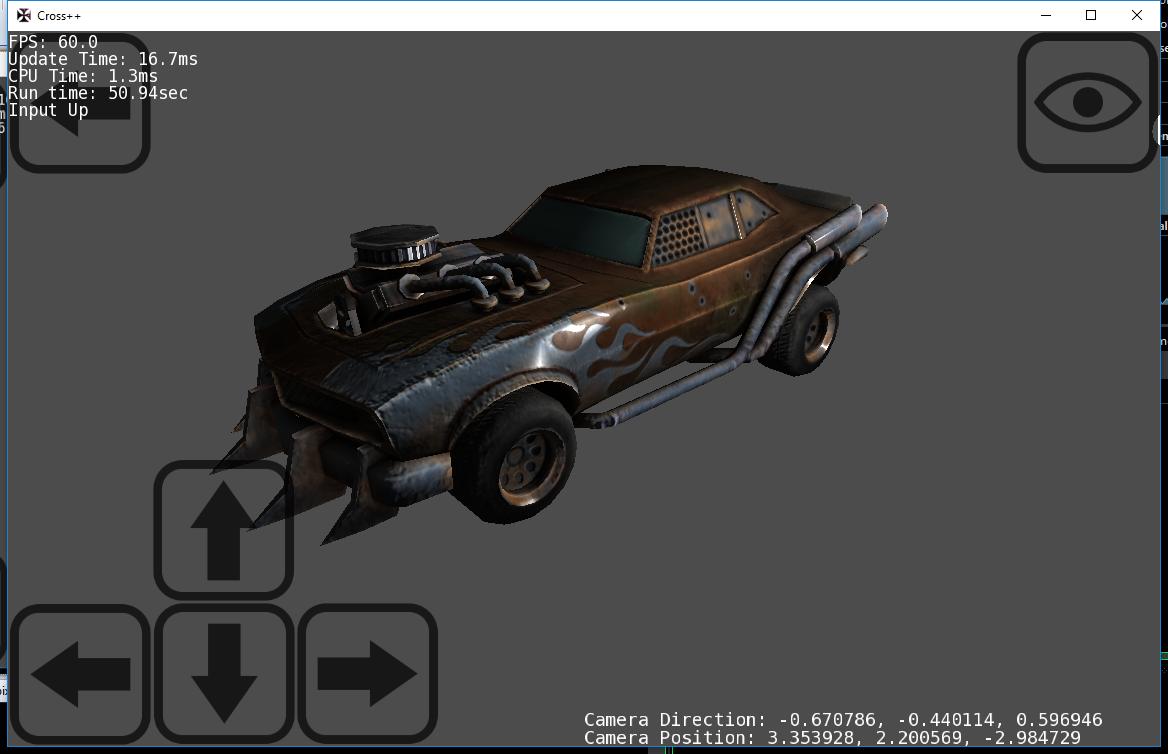 Cross++
FPS: 60.0
Update Time: 16.7ms
CPU Time: 1.3ms
Run time: 50.94sec
Input Up
Camera Direction: -0.670786, -0.440114, 0.596946
Camera Position: 3.353928, 2.200569, -2.984729